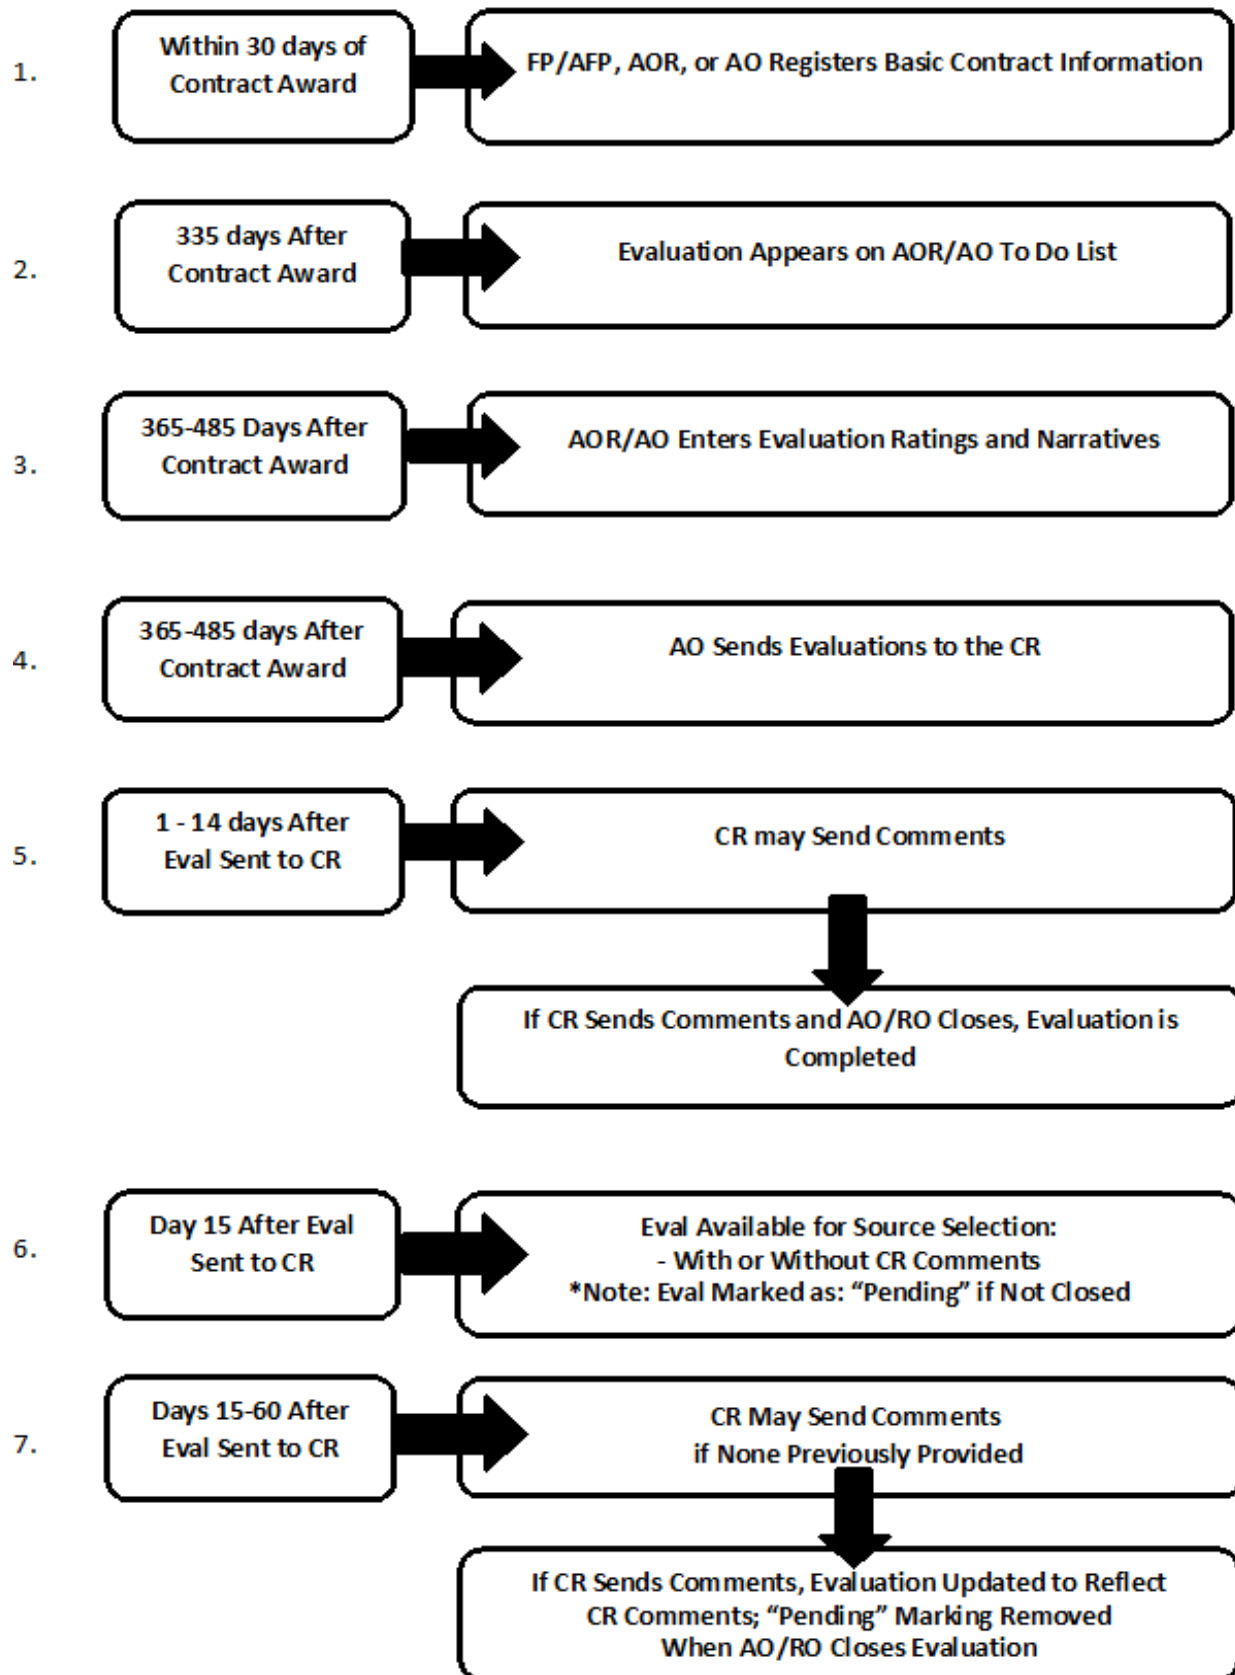 1.
Within 30 days of
Contract Award
FP/AFP, AOR, or AO Registers Basic Contract Information
2.
335 days After
Contract Award
Evaluation Appears on AOR/AO To Do List
3.
365-485 Days After
Contract Award
AOR/AO Enters Evaluation Ratings and Narratives
4.
365-485 days After
Contract Award
AO Sends Evaluations to the CR
5.
1 - 14 days After
Eval Sent to CR
CR may Send Comments
If CR Sends Comments and AO/RO Closes, Evaluation is
Completed
6.
Day 15 After Eval
Sent to CR
Eval Available for Source Selection:
- With or Without CR Comments
*Note: Eval Marked as: “Pending” if Not Closed
7.
Days 15-60 After
Eval Sent to CR
CR May Send Comments
if None Previously Provided
If CR Sends Comments, Evaluation Updated to Reflect
CR Comments; “Pending” Marking Removed
When AO/RO Closes Evaluation